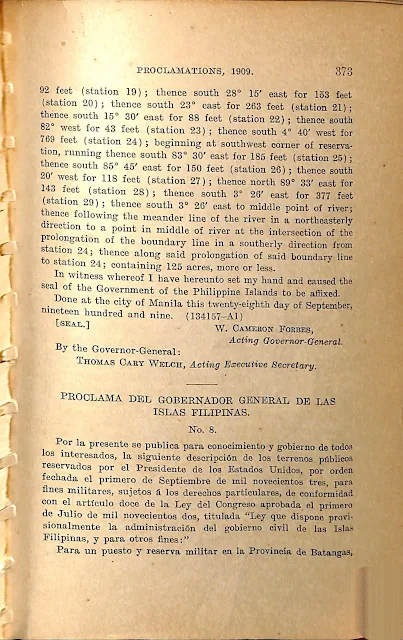 PROCLAMATIONS, 1909. 373
92 feet (station 19); thence south 28° 15′ east for 153 feet
(station 20); thence south 23° east for 263 feet (station 21);
thence south 15° 30′ east for 88 feet (station 22); thence south
82° west for 43 feet (station 23); thence south 4° 40′ west for
769 feet (station 24); beginning at southwest corner of reserva-
tion, running thence south 83° 30′ east for 185 feet (station 25);
thence south 85° 45′ east for 150 feet (station 26); thence south
20′ west for 118 feet (station 27); thence north 89° 33′ east for
143 feet (station 28); thence south 3° 26′ east for 377 feet
(station 29); thence south 3° 26′ east to middle point of river;
thence following the meander line of the river in a northeasterly
direction to a point in middle of river at the intersection of the
prolongation of the boundary line in a southerly direction from
station 24; thence along said prolongation of said boundary line
to station 24; containing 125 acres, more or less.
In witness whereof I have hereunto set my hand and caused the
seal of the Government of the Philippine Islands to be affixed.
Done at the city of Manila this twenty-eighth day of September,
nineteen hundred and nine. (134157–A1)
[SEAL.] W. CAMERON FORBES,
Acting Governor-General.
By the Governor-General:
THOMAS CARY WELCH, Acting Executive Secretary.
PROCLAMA DEL GOBERNADOR GENERAL DE LAS
ISLAS FILIPINAS.
No. 8.
Por la presente se publica para conocimiento y gobierno de todos
los interesados, la siguiente descripción de los terrenos públicos
reservados por el Presidente de los Estados Unidos, por orden
fechada el primero de Septiembre de mil novecientos tres, para
fines militares, sujetos á los derechos particulares, de conformidad
con el artículo doce de la Ley del Congreso aprobada el primero
de Julio de mil novecientos dos, titulada "Ley que dispone provi-
sionalmente la administración del gobierno civil de las Islas
Filipinas, y para otros fines:"
Para un puesto y reserva militar en la Provincia de Batangas,